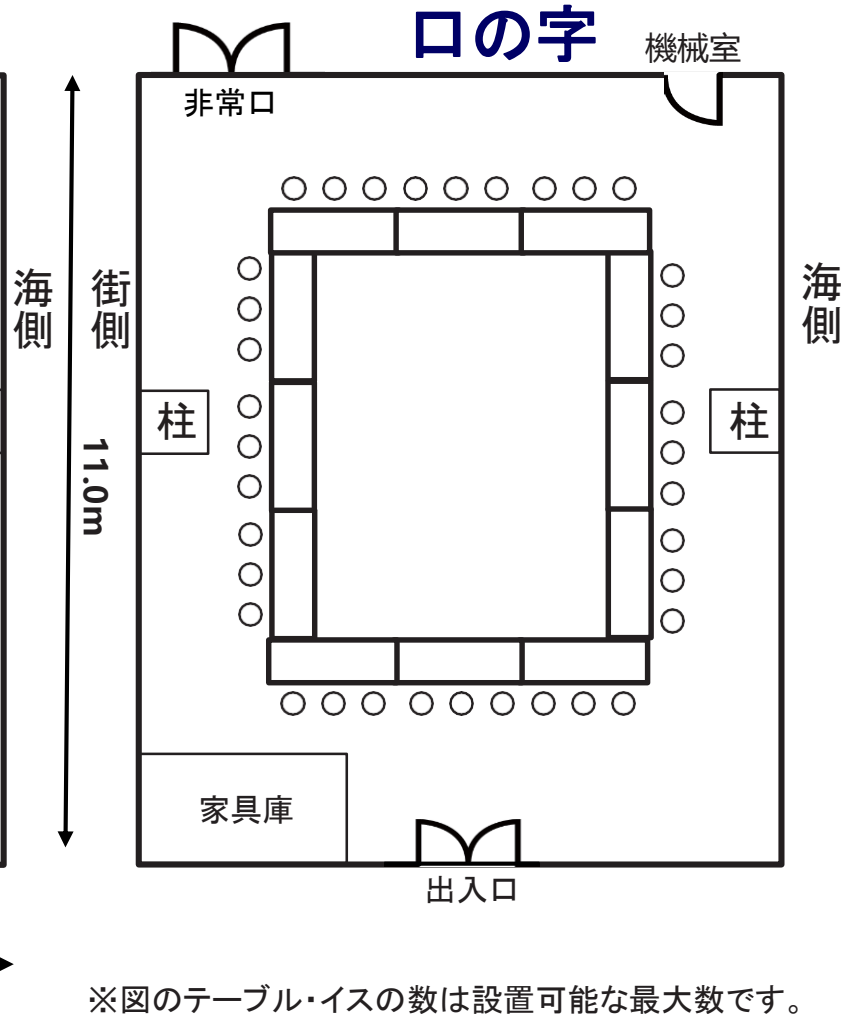 ロの字
機械室
非常口
海側
街側
海側
柱
柱
11.0m
家具庫
出入口
※図のテーブル・イスの数は設置可能な最大数です。